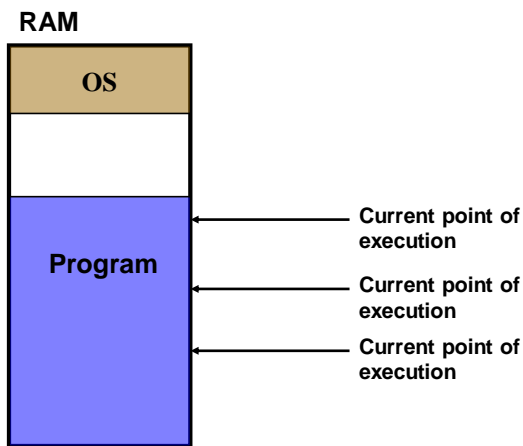 RAM
OS
Program
Current point of
execution
Current point of
execution
Current point of
execution